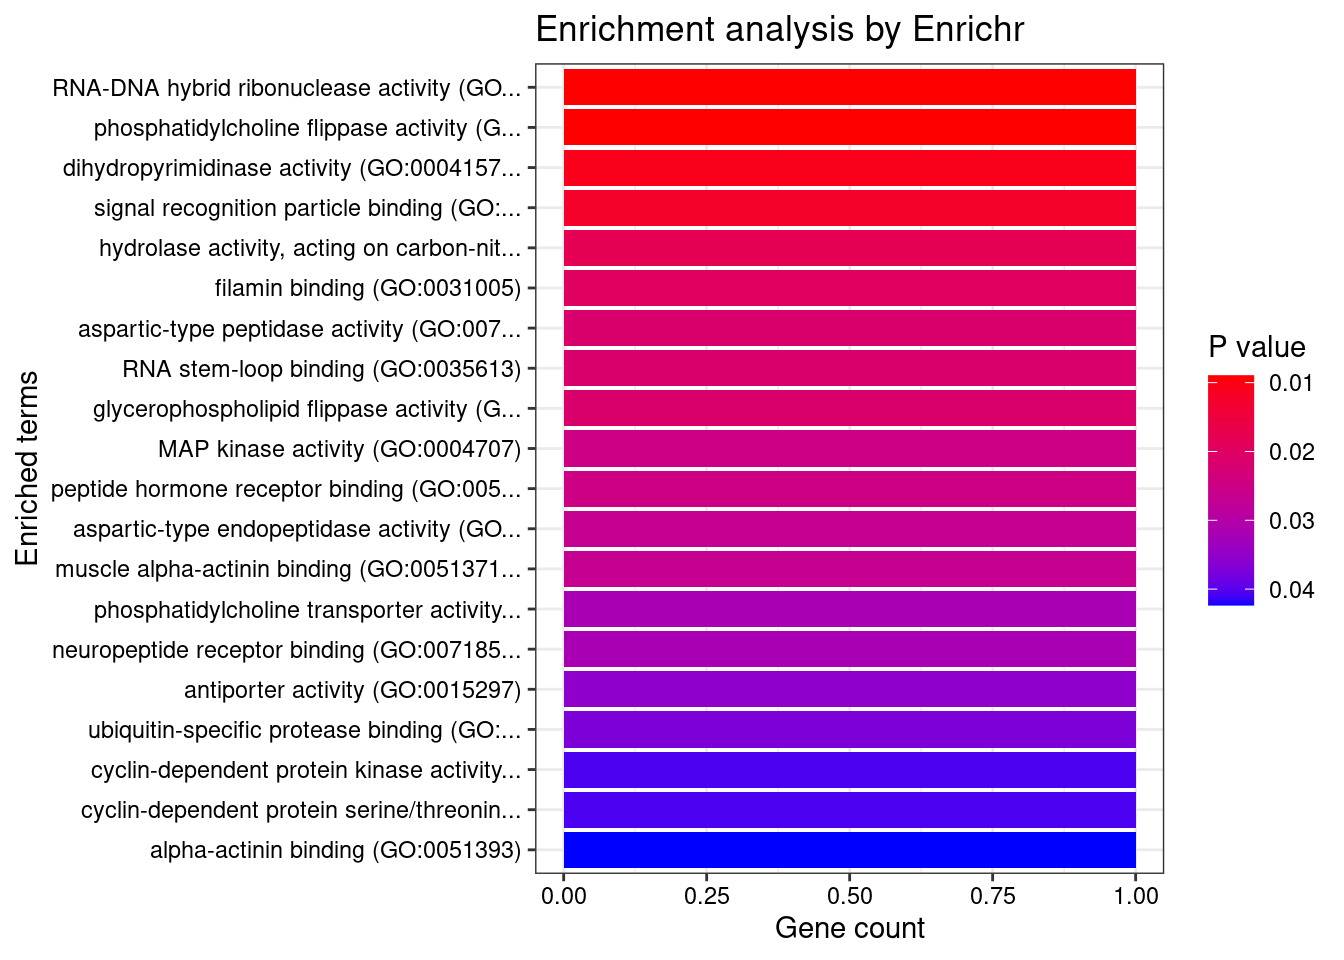 Enrichment analysis by Enrichr
RNA-DNA hybrid ribonuclease activity (GO...
phosphatidylcholine flippase activity (G...
dihydropyrimidinase activity (GO:0004157...
signal recognition particle binding (GO:...
hydrolase activity, acting on carbon-nit...
filamin binding (GO:0031005)
aspartic-type peptidase activity (GO:007...
RNA stem-loop binding (GO:0035613)
glycerophospholipid flippase activity (G...
MAP kinase activity (GO:0004707)
peptide hormone receptor binding (GO:005...
aspartic-type endopeptidase activity (GO...
muscle alpha-actinin binding (GO:0051371...
phosphatidylcholine transporter activity...
neuropeptide receptor binding (GO:007185...
antiporter activity (GO:0015297)
ubiquitin-specific protease binding (GO:...
cyclin-dependent protein kinase activity...
cyclin-dependent protein serine/threonin...
alpha-actinin binding (GO:0051393)
Enriched terms
0.00 0.25 0.50 0.75 1.00
Gene count
P value
0.01
0.02
0.03
0.04